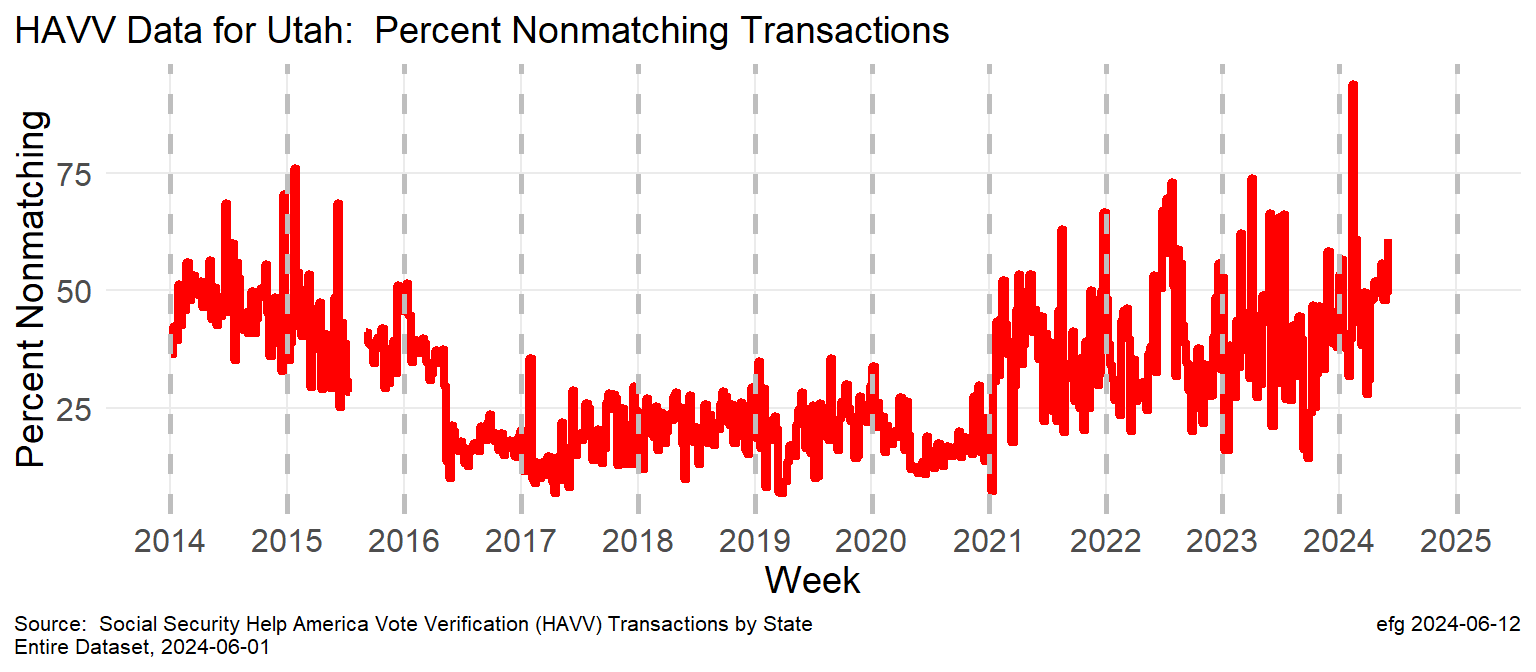 HAVV Data for Utah:  Percent Nonmatching Transactions
Percent Nonmatching
75
50
25
2014 2015 2016 2017 2018 2019 2020 2021 2022 2023 2024 2025
Week
Source:  Social Security Help America Vote Verification (HAVV) Transactions by State
efg 2024-06-12
Entire Dataset, 2024-06-01